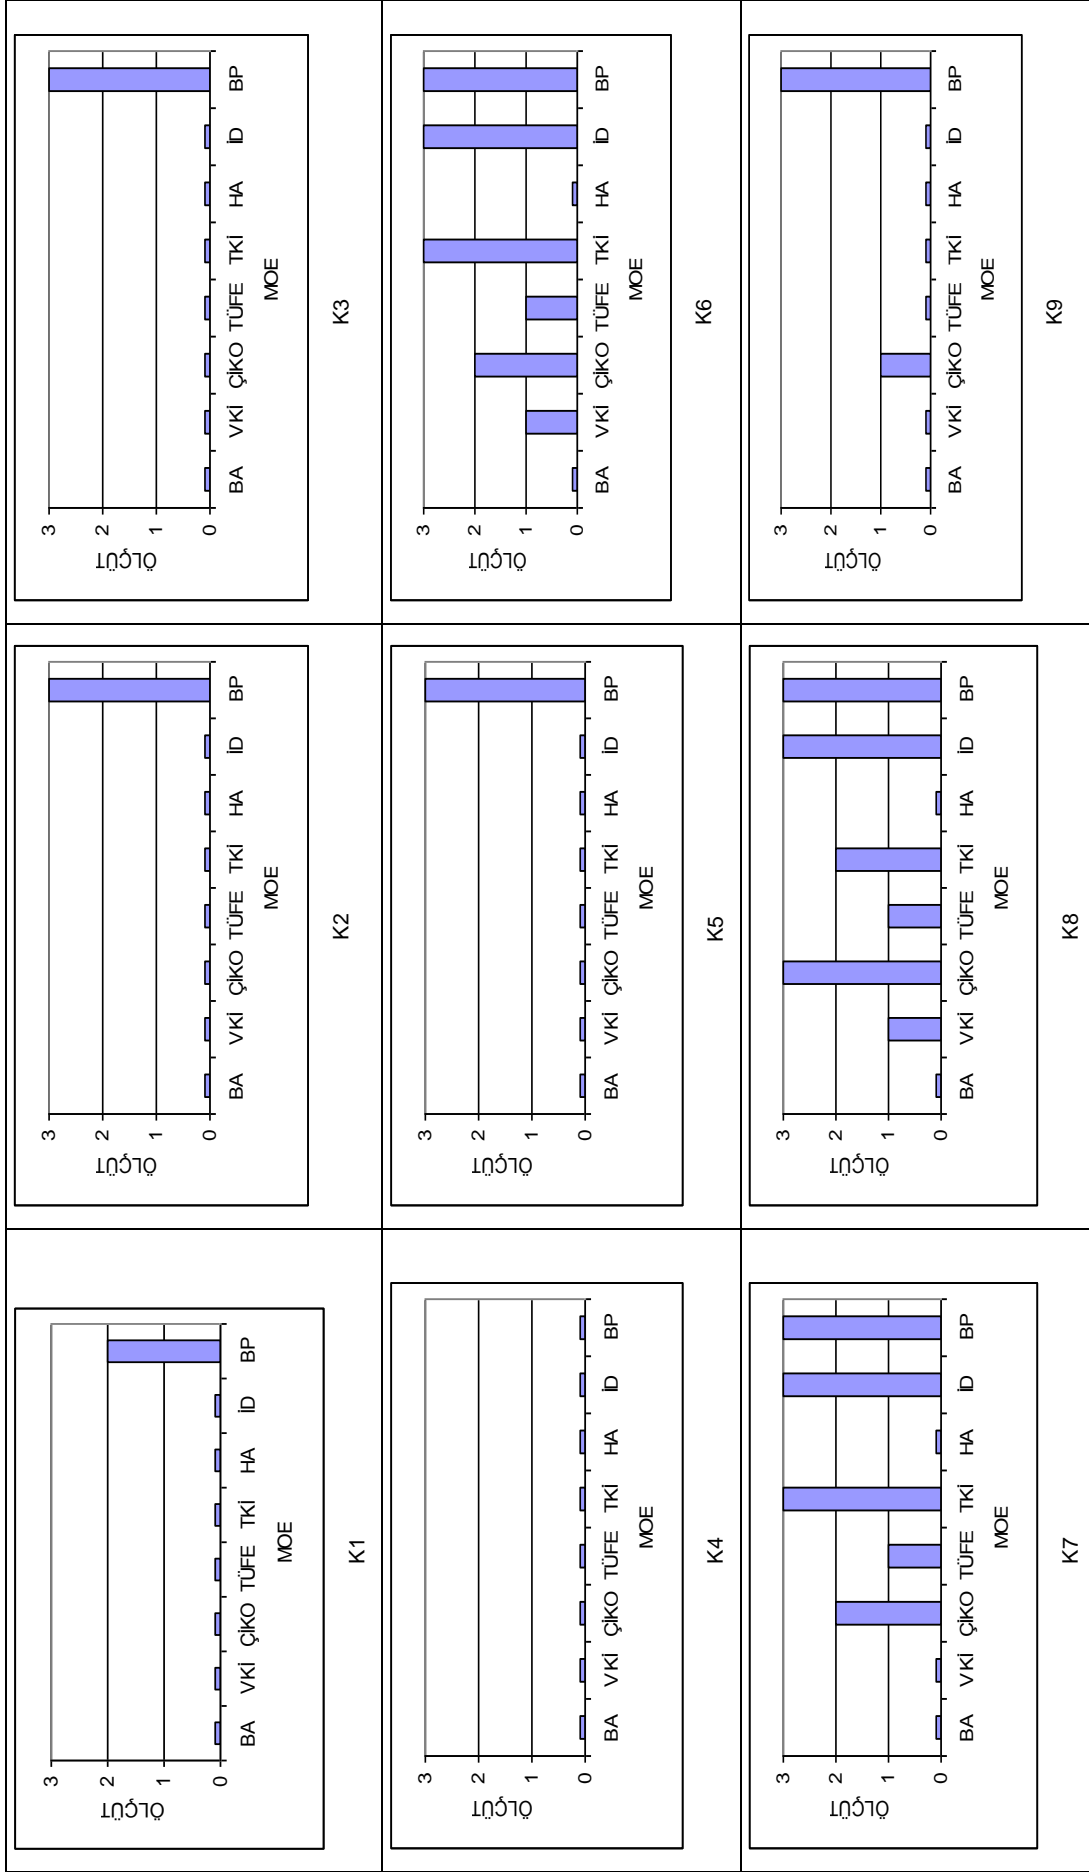 ÖLÇÜT
3
2
1
0
BA VKİ ÇİKO TÜFE TKİ HA İD BP
MOE
K1
ÖLÇÜT
3
2
1
0
BA VKİ ÇİKO TÜFE TKİ HA İD BP
MOE
K2
ÖLÇÜT
3
2
1
0
BA VKİ ÇİKO TÜFE TKİ HA İD BP
MOE
K3
ÖLÇÜT
3
2
1
0
BA VKİ ÇİKO TÜFE TKİ HA İD BP
MOE
K4
ÖLÇÜT
3
2
1
0
BA VKİ ÇİKO TÜFE TKİ HA İD BP
MOE
K5
ÖLÇÜT
3
2
1
0
BA VKİ ÇİKO TÜFE TKİ HA İD BP
MOE
K6
ÖLÇÜT
3
2
1
0
BA VKİ ÇİKO TÜFE TKİ HA İD BP
MOE
K7
ÖLÇÜT
3
2
1
0
BA VKİ ÇİKO TÜFE TKİ HA İD BP
MOE
K8
ÖLÇÜT
3
2
1
0
BA VKİ ÇİKO TÜFE TKİ HA İD BP
MOE
K9